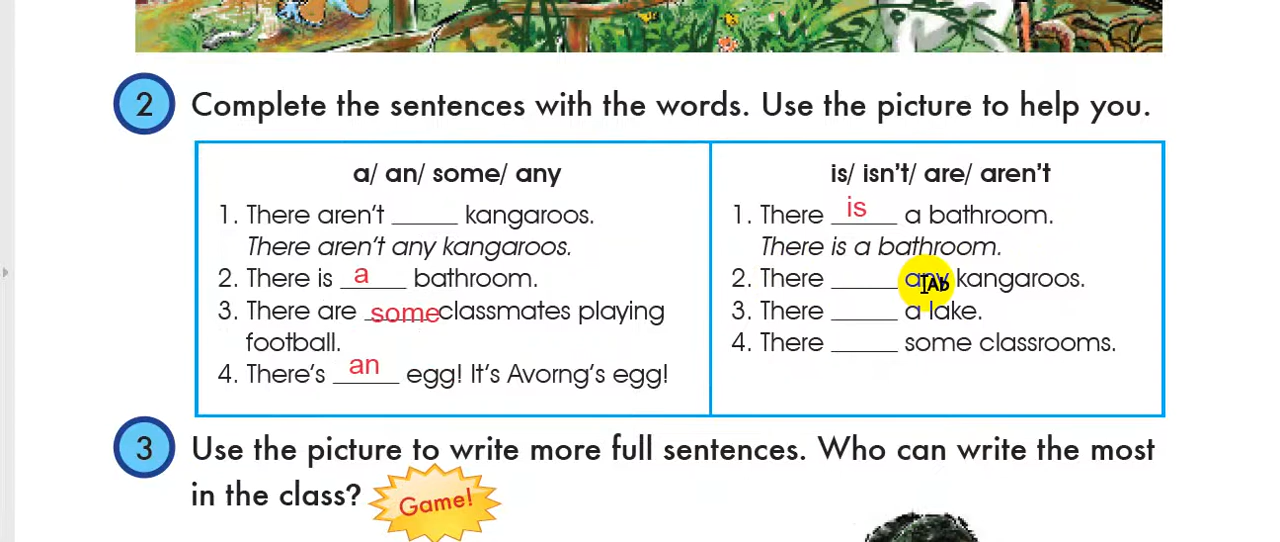 2 Complete the sentences with the words. Use the picture to help you.
a/ an/ some/ any
1. There aren't _____ kangaroos.
There aren't any kangaroos.
2. There is a bathroom.
3. There are some classmates playing
football.
4. There's an egg! It's Avorng's egg!
is/ isn't/ are/ aren't
1. There is a bathroom.
There is a bathroom.
2. There _____ any kangaroos.
3. There _____ a lake.
4. There _____ some classrooms.
3 Use the picture to write more full sentences. Who can write the most
in the class?
Game!